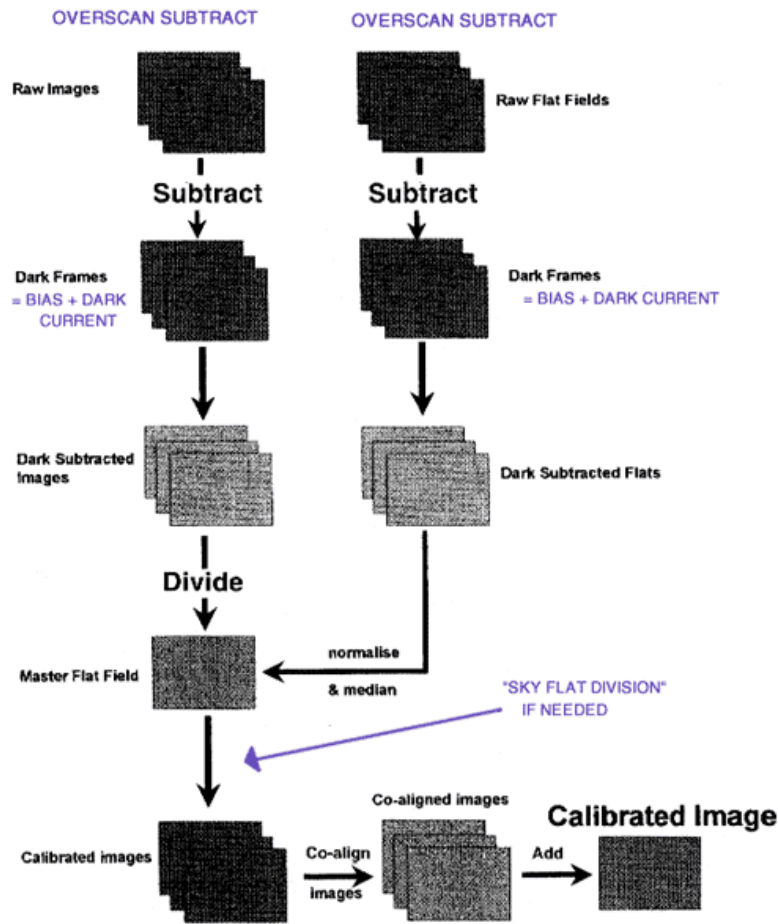 OVERSCAN SUBTRACT
OVERSCAN SUBTRACT
Raw Images
Raw Flat Fields
Subtract
Subtract
Dark Frames
= BIAS + DARK
CURRENT
Dark Frames
= BIAS + DARK CURRENT
Dark Subtracted
Images
Dark Subtracted Flats
Divide
Master Flat Field
normalise
& median
"SKY FLAT DIVISION"
IF NEEDED
Calibrated images
Co-align
images
Co-aligned images
Add
Calibrated Image